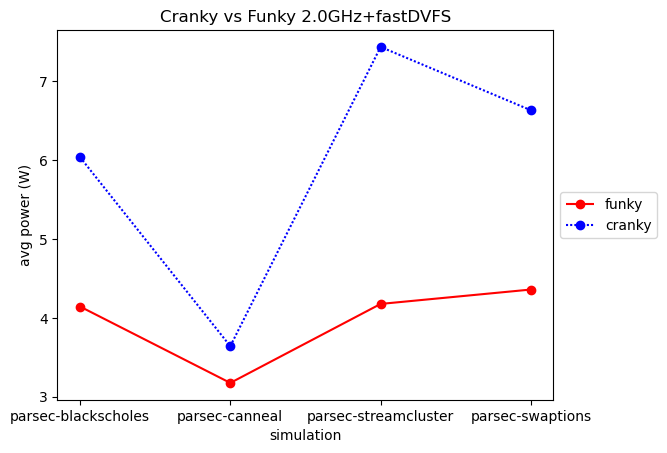 Cranky vs Funky 2.0GHz+fastDVFS
avg power (W)
7
6
5
4
3
parsec-blackscholes parsec-canneal parsec-streamcluster parsec-swaptions
simulation
funky
cranky